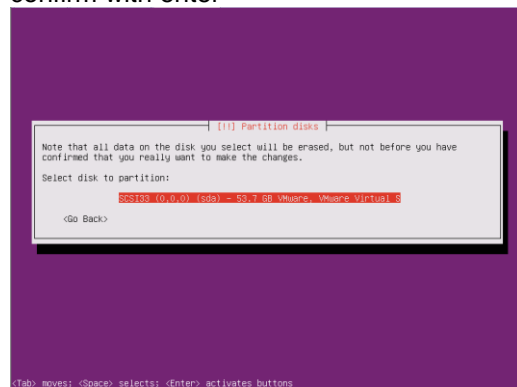 confirm with enter
[!!] Partition disks
Note that all data on the disk you select will be erased, but not before you have
confirmed that you really want to make the changes.
Select disk to partition:
SCSI33 (0,0,0) (sda) - 53.7 GB VMware, VMware Virtual S
<Go Back>
<Tab> moves; <Space> selects; <Enter> activates buttons